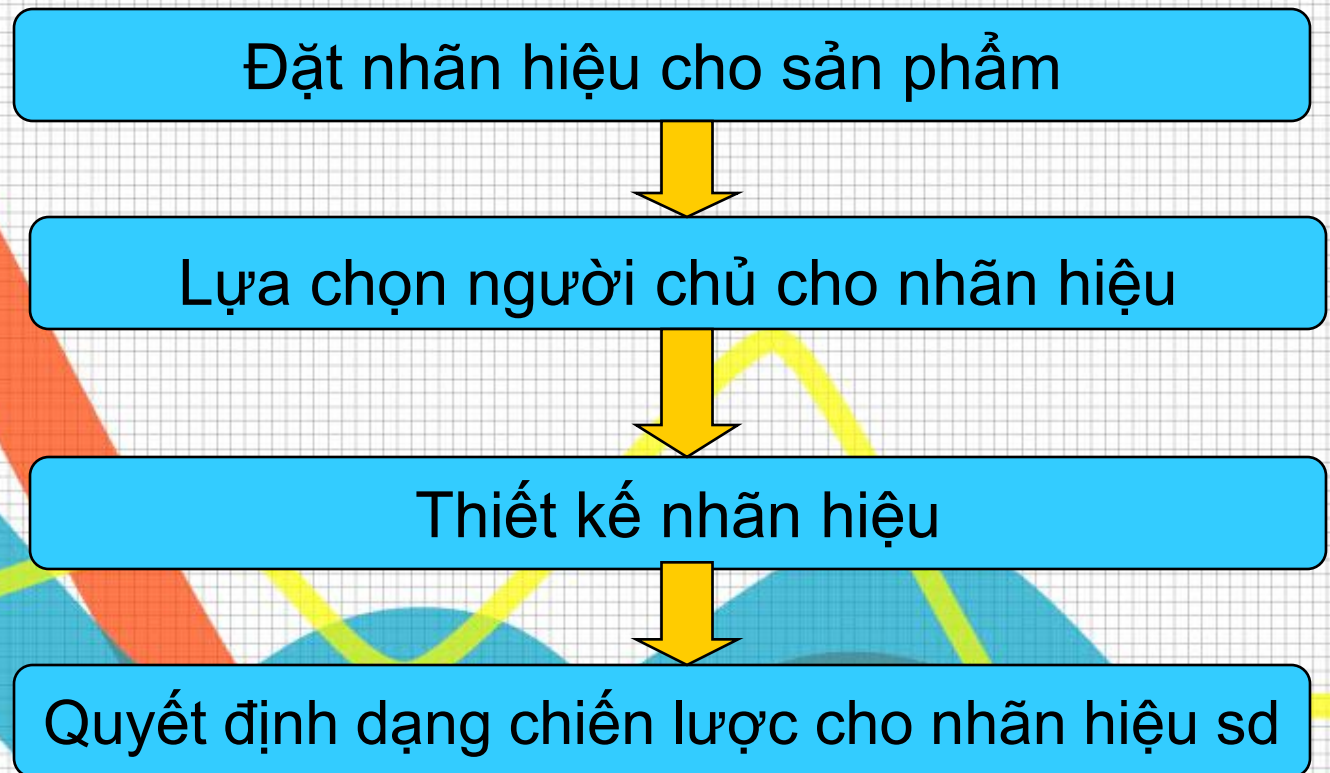 Đặt nhãn hiệu cho sản phẩm
Lựa chọn người chủ cho nhãn hiệu
Thiết kế nhãn hiệu
Quyết định dạng chiến lược cho nhãn hiệu sd